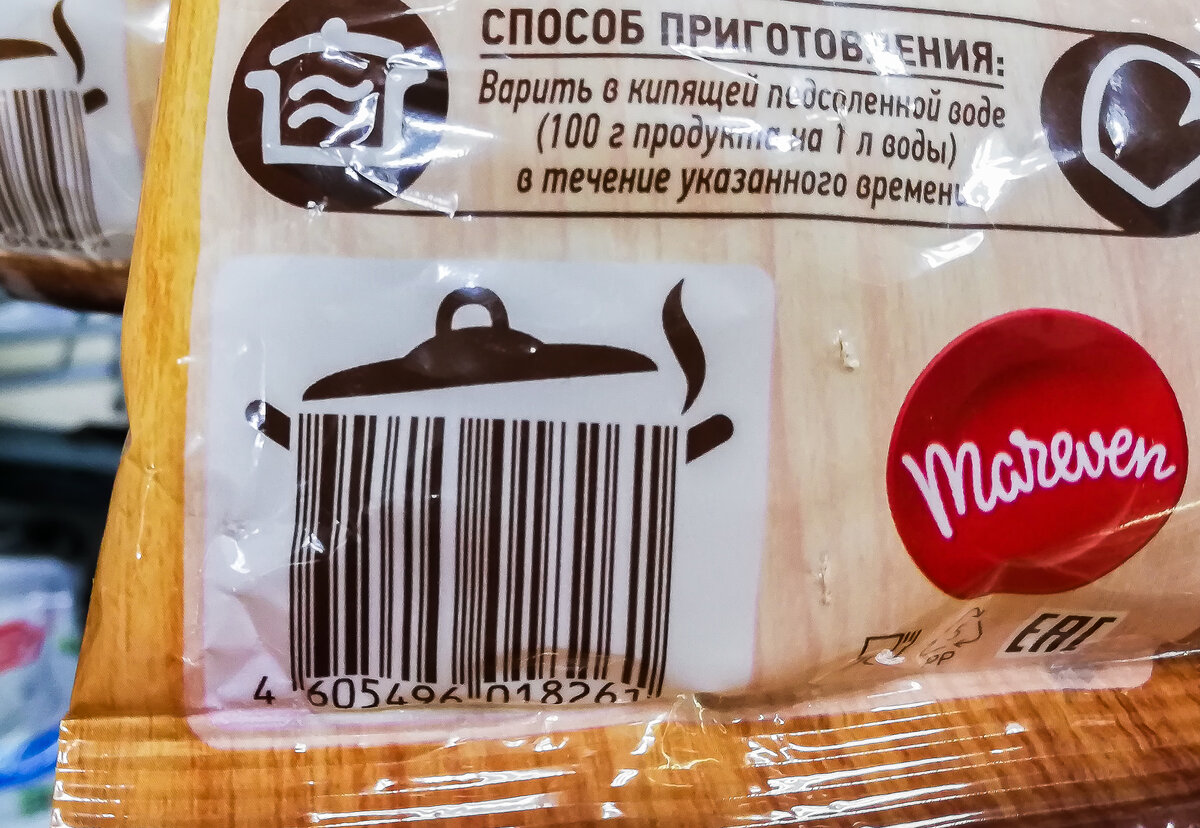 СПОСОБ ПРИГОТОВЛЕНИЯ:
Варить в кипящей подсоленной воде
(100 г продукта на 1 л воды)
в течение указанного времени
Mareven
EAC
4 605496 018261